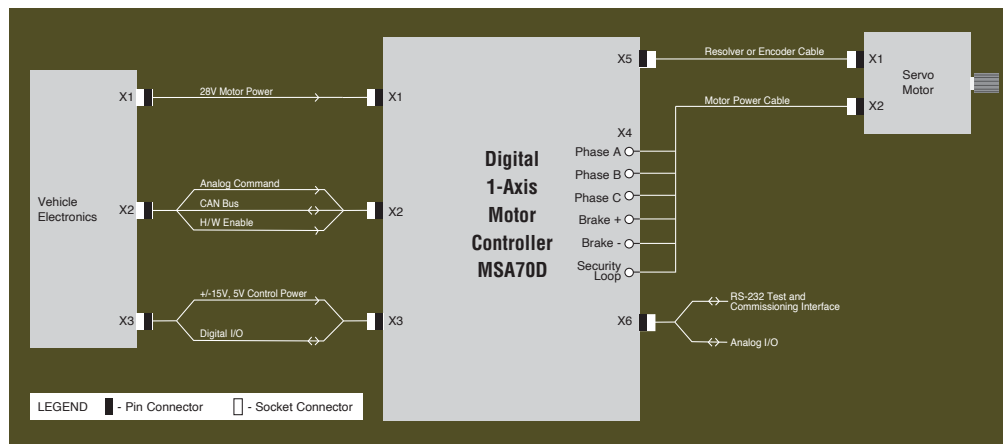 Vehicle
Electronics
X1
X2
X3
28V Motor Power
Analog Command
CAN Bus
H/W Enable
+/-15V, 5V Control Power
Digital I/O
X1
X2
X3
Digital
1-Axis
Motor
Controller
MSA70D
X5
X4
Phase A
Phase B
Phase C
Brake +
Brake -
Security
Loop
X6
Resolver or Encoder Cable
Motor Power Cable
X1
X2
Servo
Motor
RS-232 Test and
Commissioning Interface
Analog I/O
LEGEND - Pin Connector - Socket Connector